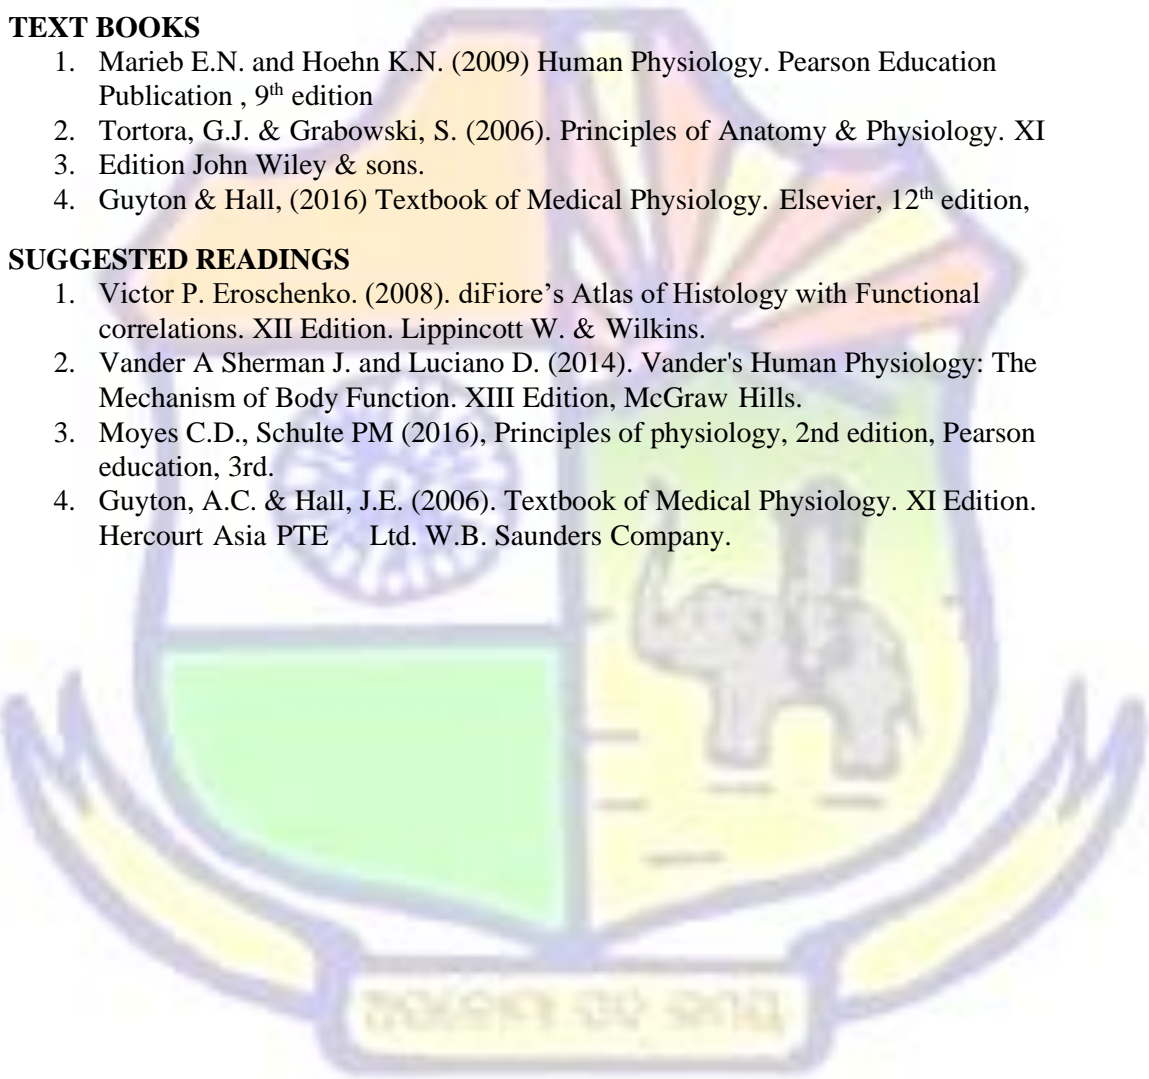 TEXT BOOKS
1. Marieb E.N. and Hoehn K.N. (2009) Human Physiology. Pearson Education
Publication , 9th edition
2. Tortora, G.J. & Grabowski, S. (2006). Principles of Anatomy & Physiology. XI
3. Edition John Wiley & sons.
4. Guyton & Hall, (2016) Textbook of Medical Physiology. Elsevier, 12th edition,
SUGGESTED READINGS
1. Victor P. Eroschenko. (2008). diFiore’s Atlas of Histology with Functional
correlations. XII Edition. Lippincott W. & Wilkins.
2. Vander A Sherman J. and Luciano D. (2014). Vander's Human Physiology: The
Mechanism of Body Function. XIII Edition, McGraw Hills.
3. Moyes C.D., Schulte PM (2016), Principles of physiology, 2nd edition, Pearson
education, 3rd.
4. Guyton, A.C. & Hall, J.E. (2006). Textbook of Medical Physiology. XI Edition.
Hercourt Asia PTE Ltd. W.B. Saunders Company.